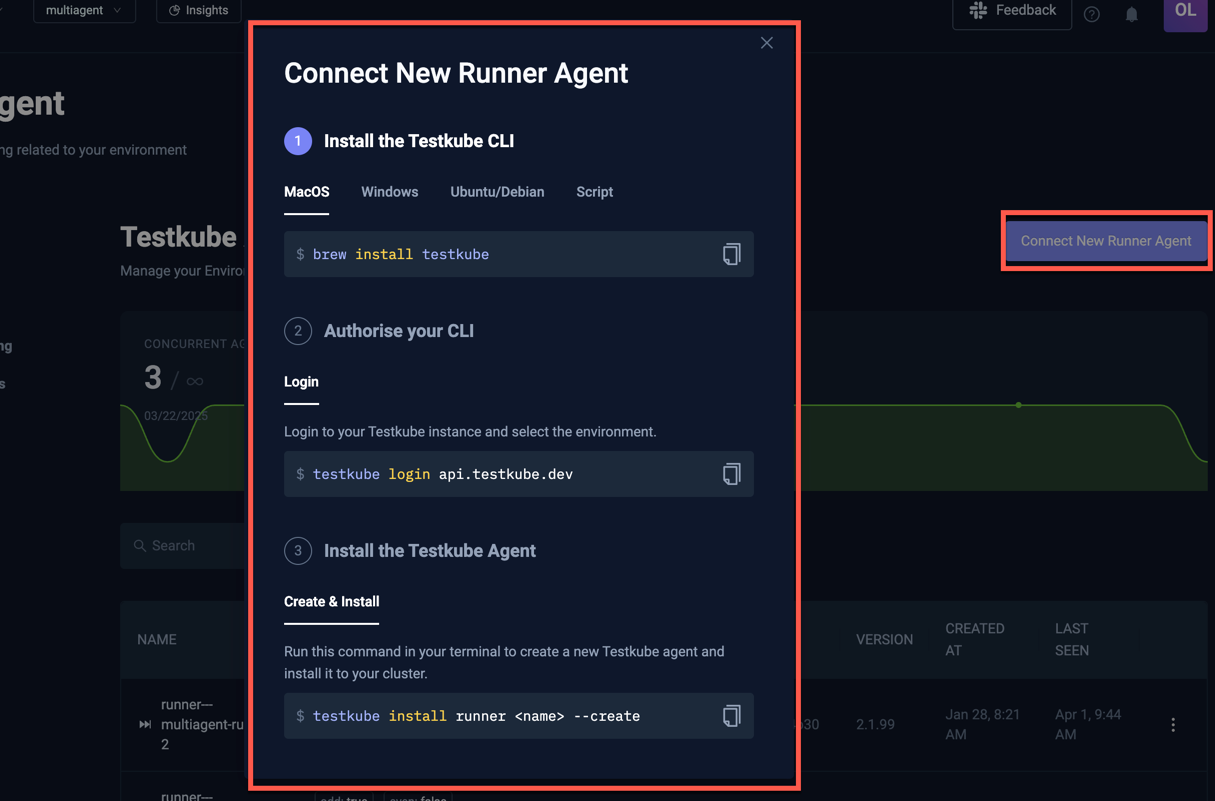 multiagent
Insights
Feedback
OL
gent
ng related to your environment
Testkube
Manage your Enviro
Connect New Runner Agent
ng
s
CONCURRENT AG
3 / ∞
03/22/2025
Search
NAME
VERSION
CREATED AT
LAST SEEN
runner—
multiagent-ru
2
2.1.99
Jan 28, 8:21
AM
Apr 1, 9:44
AM
runner—
odd: true
even: false
Connect New Runner Agent
1 Install the Testkube CLI
MacOS Windows Ubuntu/Debian Script
$ brew install testkube
2 Authorise your CLI
Login
Login to your Testkube instance and select the environment.
$ testkube login api.testkube.dev
3 Install the Testkube Agent
Create & Install
Run this command in your terminal to create a new Testkube agent and
install it to your cluster.
$ testkube install runner <name> --create